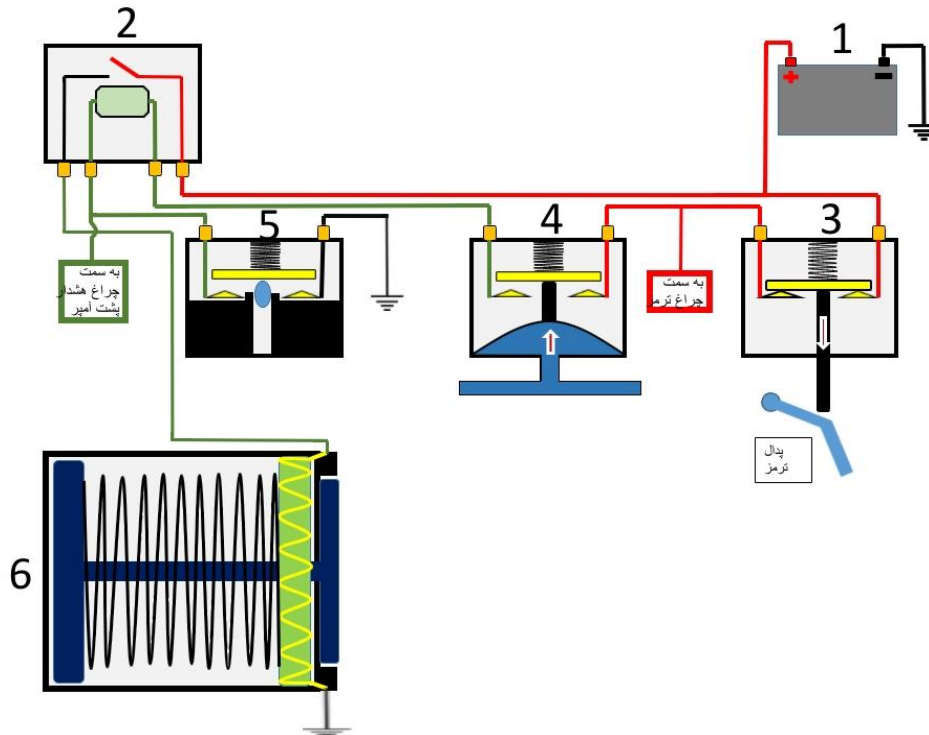 2
1
+
−
5
4
3
به سمت
چراغ هشدار
پشت آمپر
به سمت
چراغ ترمز
پدال
ترمز
6